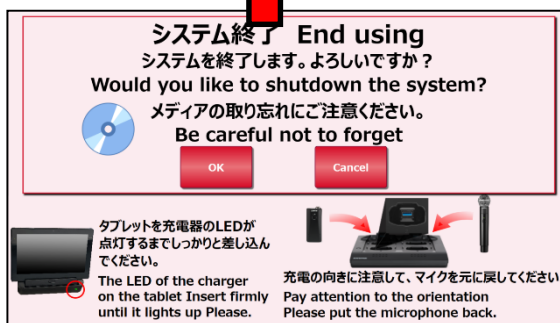 システム終了 End using
システムを終了します。よろしいですか？
Would you like to shutdown the system?
メディアの取り忘れにご注意ください。
Be careful not to forget
OK
Cancel
タブレットを充電器のLEDが
点灯するまでしっかりと差し込ん
でください。
The LED of the charger
on the tablet Insert firmly
until it lights up Please.
充電の向きに注意して、マイクを元に戻してください
Pay attention to the orientation
Please put the microphone back.